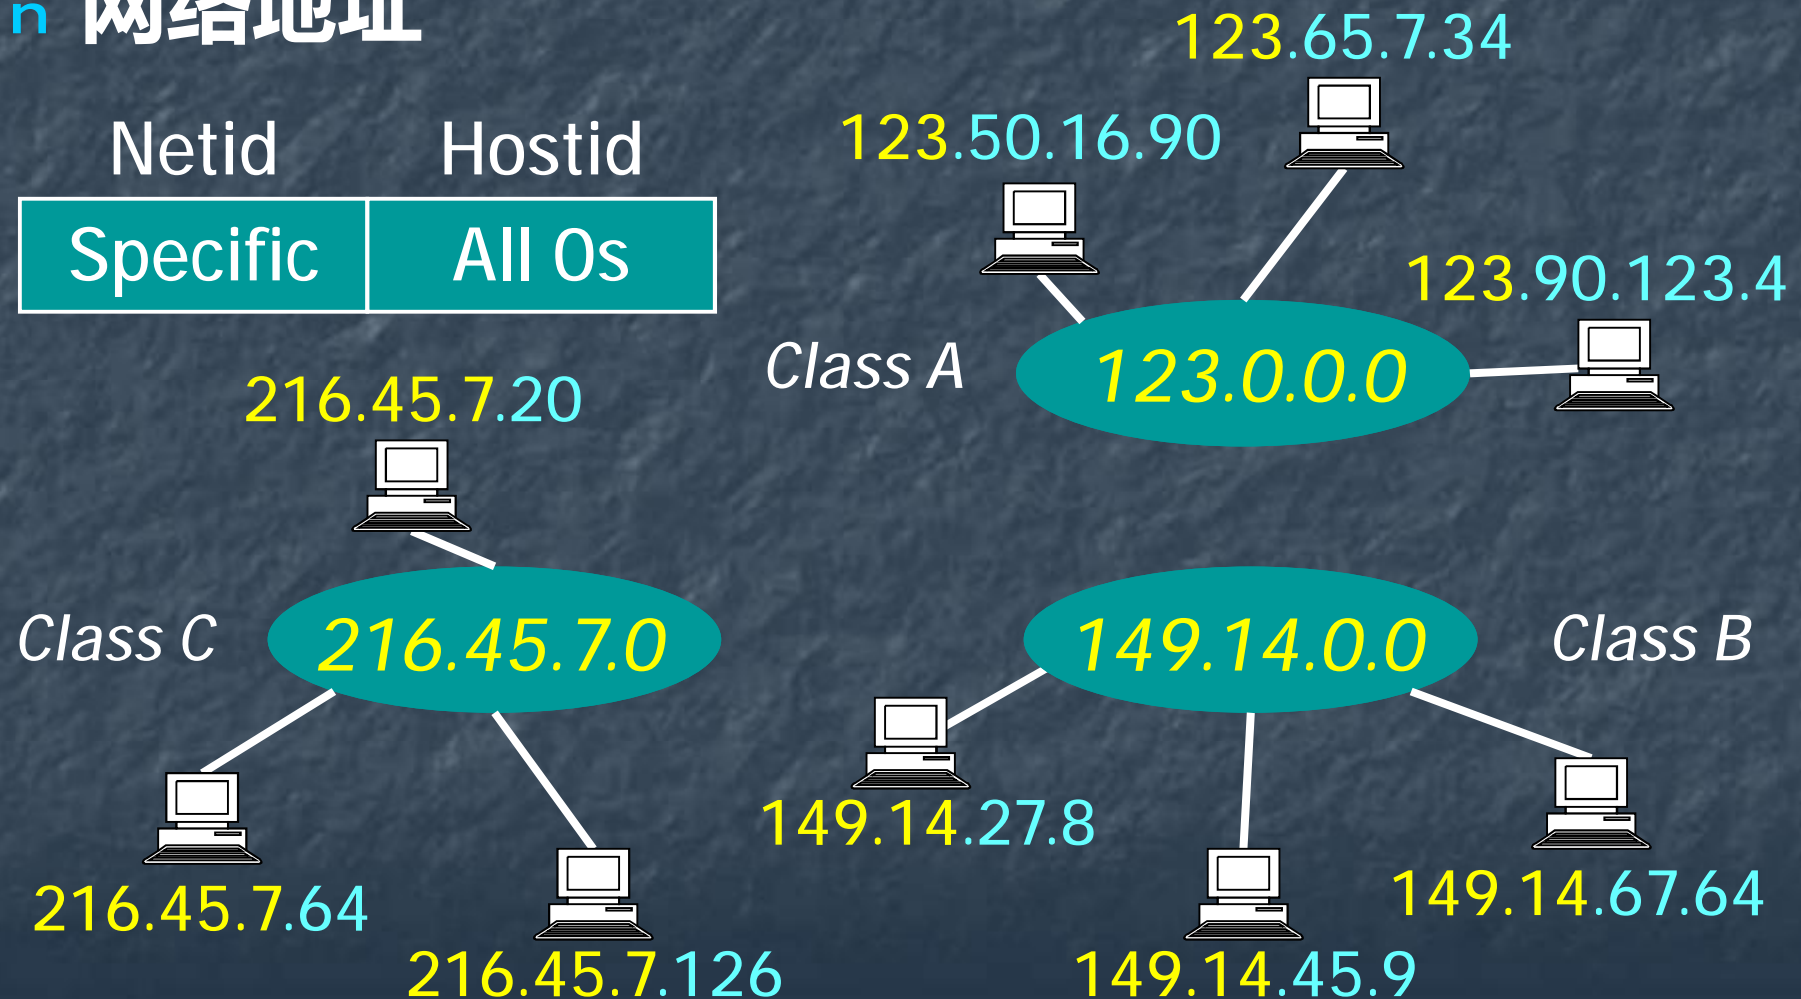 n 网络地址
Netid Hostid
Specific All 0s
123.65.7.34
123.50.16.90
123.90.123.4
Class A 123.0.0.0
216.45.7.20
Class C 216.45.7.0
216.45.7.64
216.45.7.126
149.14.0.0 Class B
149.14.27.8
149.14.67.64
149.14.45.9